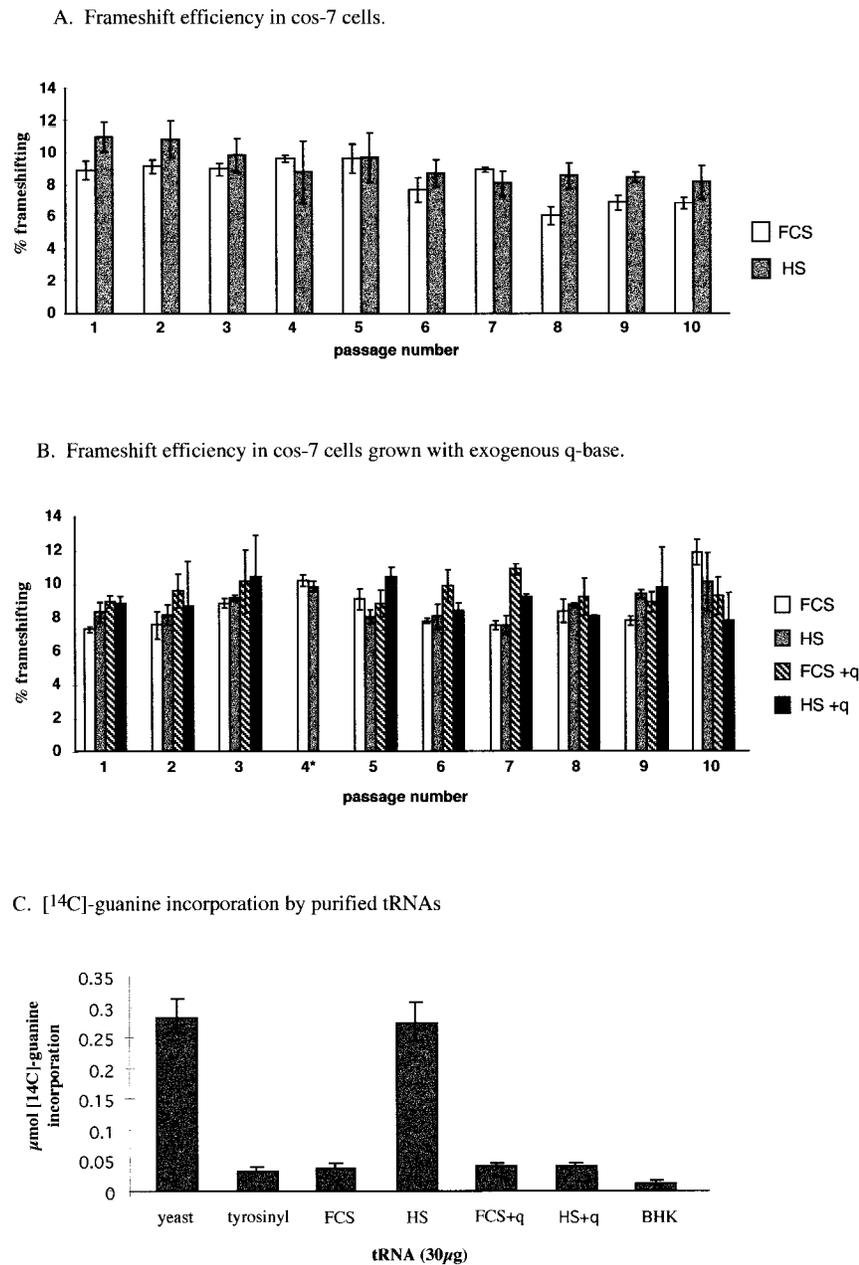 A. Frameshift efficiency in cos-7 cells.
14
12
10
8
6
4
2
0
% frameshifting
1 2 3 4 5 6 7 8 9 10
passage number
FCS
HS
B. Frameshift efficiency in cos-7 cells grown with exogenous q-base.
14
12
10
8
6
4
2
0
% frameshifting
1 2 3 4* 5 6 7 8 9 10
passage number
FCS
HS
FCS +q
HS +q
C. [14C]-guanine incorporation by purified tRNAs
0.35
0.3
0.25
0.2
0.15
0.1
0.05
0
µmol [14C]-guanine
incorporation
yeast tyrosinyl FCS HS FCS+q HS+q BHK
tRNA (30µg)